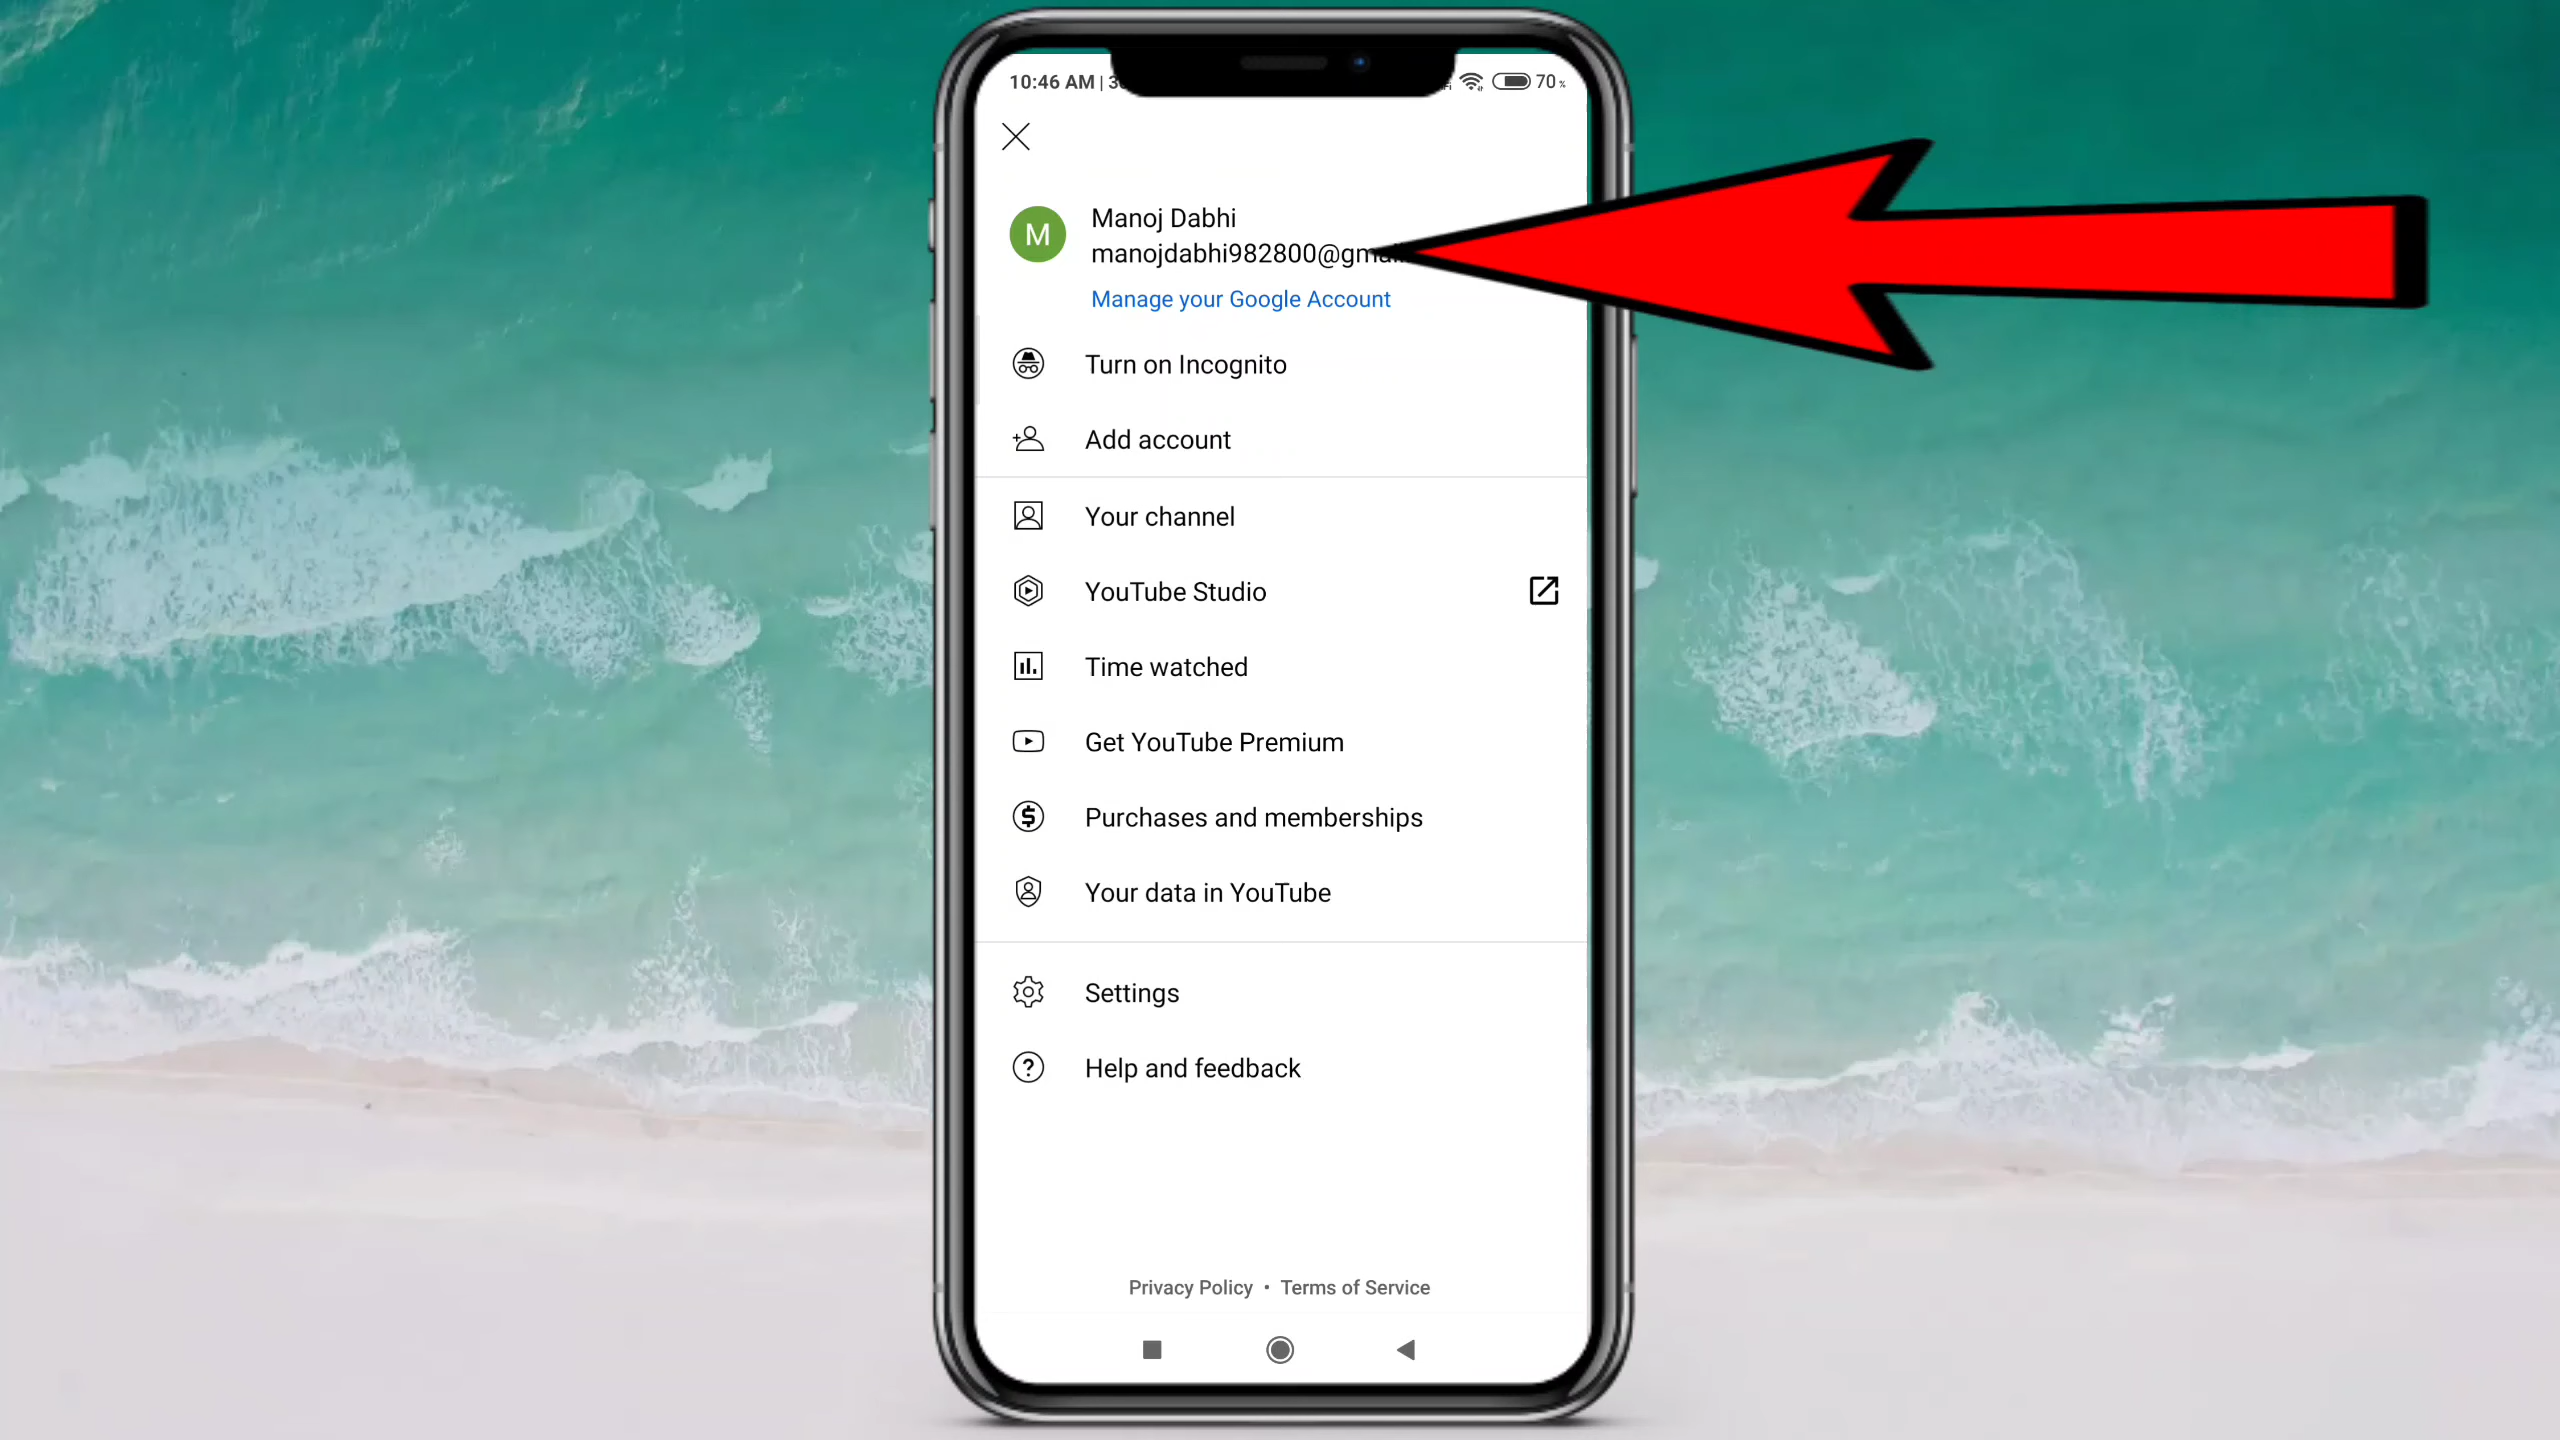 10:46 AM |
70%
M
Manoj Dabhi
manojdabhi982800@gmail
Manage your Google Account
Turn on Incognito
Add account
Your channel
YouTube Studio
Time watched
Get YouTube Premium
Purchases and memberships
Your data in YouTube
Settings
Help and feedback
Privacy Policy • Terms of Service